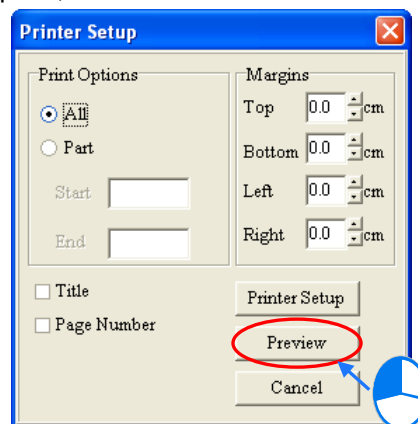 Printer Setup
Print Options
All
Part
Start
End
Margins
Top 0.0 cm
Bottom 0.0 cm
Left 0.0 cm
Right 0.0 cm
Title
Page Number
Printer Setup
Preview
Cancel